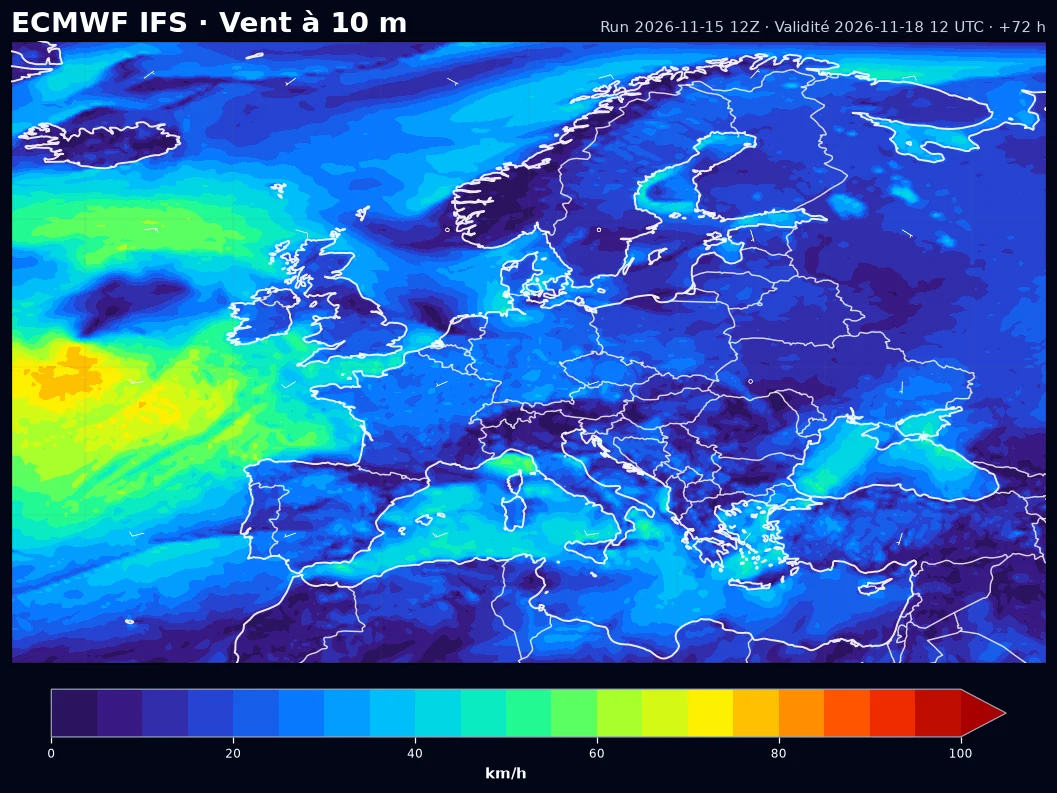 ECMWF IFS · Vent à 10 m
Run 2026-11-15 12Z · Validité 2026-11-18 12 UTC · +72 h
0 20 40 60 80 100
km/h